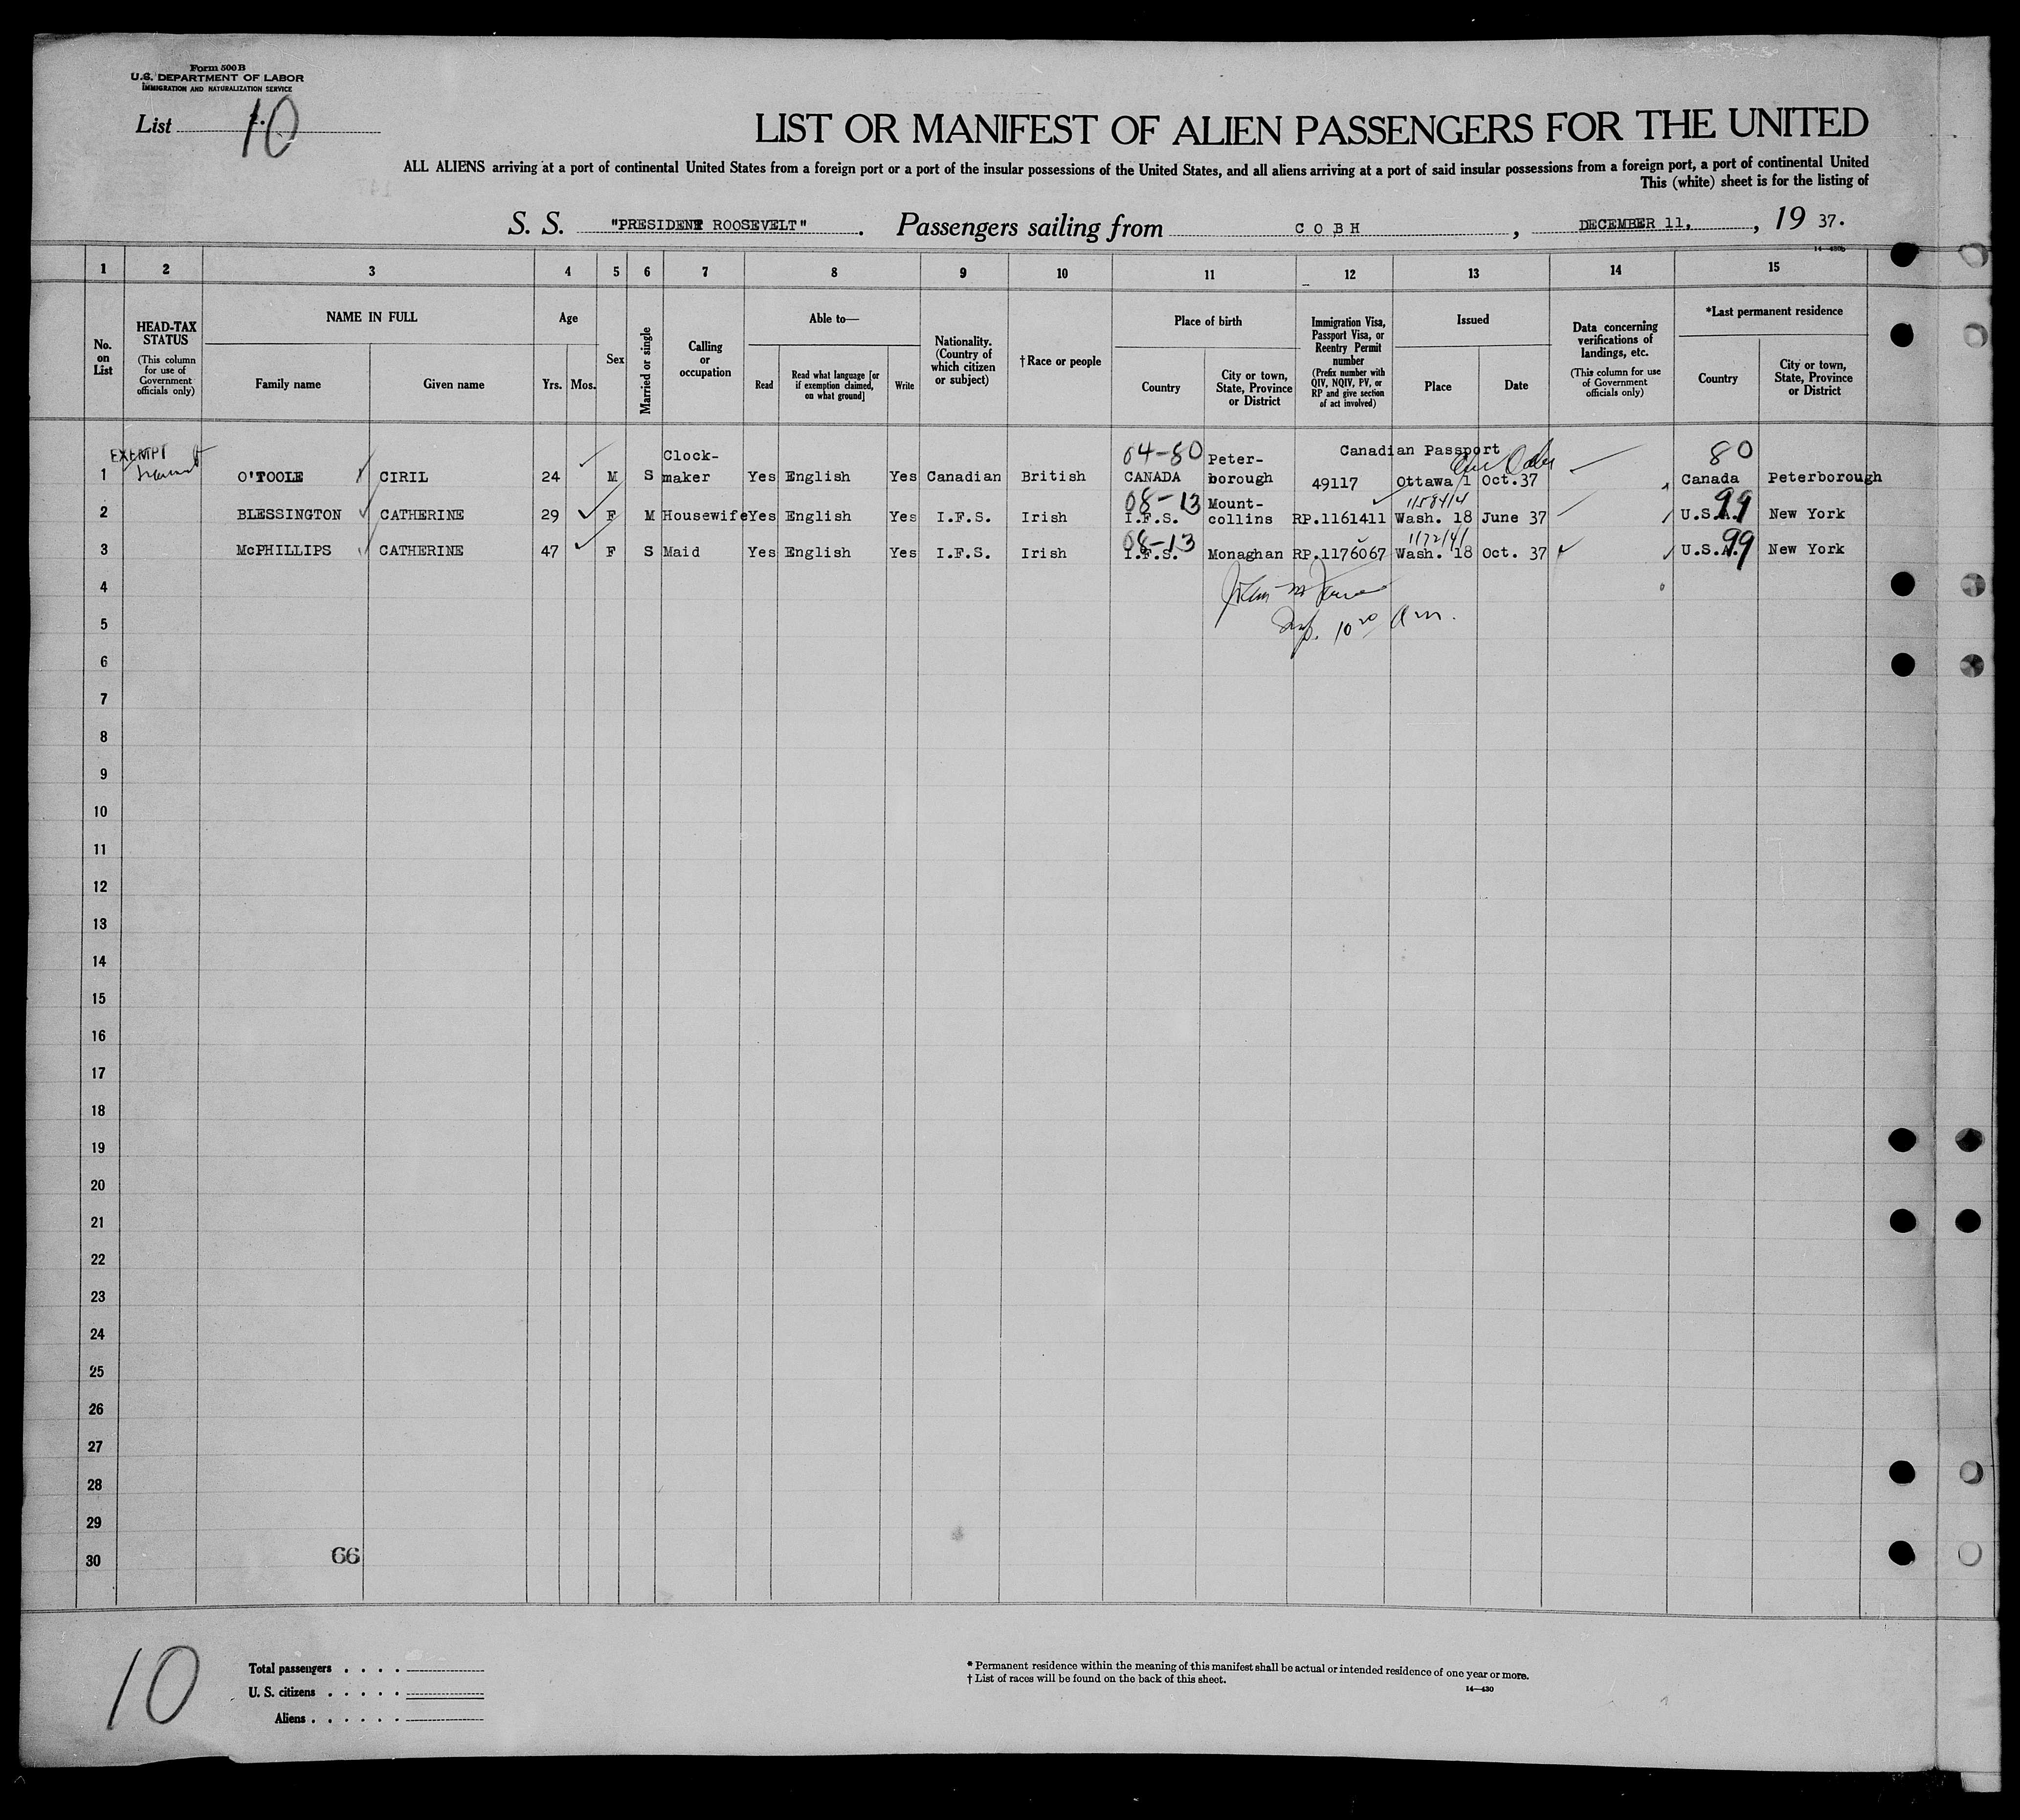 Form 500B
U.S. DEPARTMENT OF LABOR
IMMIGRATION AND NATURALIZATION SERVICE
List 10
LIST OR MANIFEST OF ALIEN PASSENGERS FOR THE UNITED
ALL ALIENS arriving at a port of continental United States from a foreign port or a port of the insular possessions of the United States, and all aliens arriving at a port of said insular possessions from a foreign port, a port of continental United
This (white) sheet is for the listing of
S. S. "PRESIDENT ROOSEVELT". Passengers sailing from COBH, DECEMBER 11, , 19 37.
14—430b
1 2 3 4 5 6 7 8 9 10 11 12 13 14 15
No. on List
HEAD-TAX STATUS
(This column for use of Government officials only)
NAME IN FULL
Family name
Given name
Age
Yrs. Mos.
Sex
Married or single
Calling or occupation
Able to—
Read
Read what language [or if exemption claimed, on what ground]
Write
Nationality. (Country of which citizen or subject)
†Race or people
Place of birth
Country
City or town, State, Province or District
Immigration Visa, Passport Visa, or Reentry Permit number
(Prefix number with QIV, NQIV, PV, or RP and give section of act involved)
Issued
Place
Date
Data concerning verifications of landings, etc.
(This column for use of Government officials only)
*Last permanent residence
Country
City or town, State, Province or District
EXEMPT
04-80
Canadian Passport
80
1 O'TOOLE CIRIL 24 M S Clock-maker Yes English Yes Canadian British CANADA Peter-borough 49117 Ottawa 1 Oct.37 Canada Peterborough
08-13
1158414
99
2 BLESSINGTON CATHERINE 29 F M Housewife Yes English Yes I.F.S. Irish I.F.S. Mount-collins RP.1161411 Wash. 18 June 37 U.S.A. New York
08-13
1172141
99
3 McPHILLIPS CATHERINE 47 F S Maid Yes English Yes I.F.S. Irish I.F.S. Monaghan RP.1176067 Wash. 18 Oct. 37 U.S.A. New York
4
5
6
7
8
9
10
11
12
13
14
15
16
17
18
19
20
21
22
23
24
25
26
27
28
29
30
66
10
Total passengers . . . .
U. S. citizens . . . . .
Aliens . . . . . .
* Permanent residence within the meaning of this manifest shall be actual or intended residence of one year or more.
† List of races will be found on the back of this sheet.
14—430